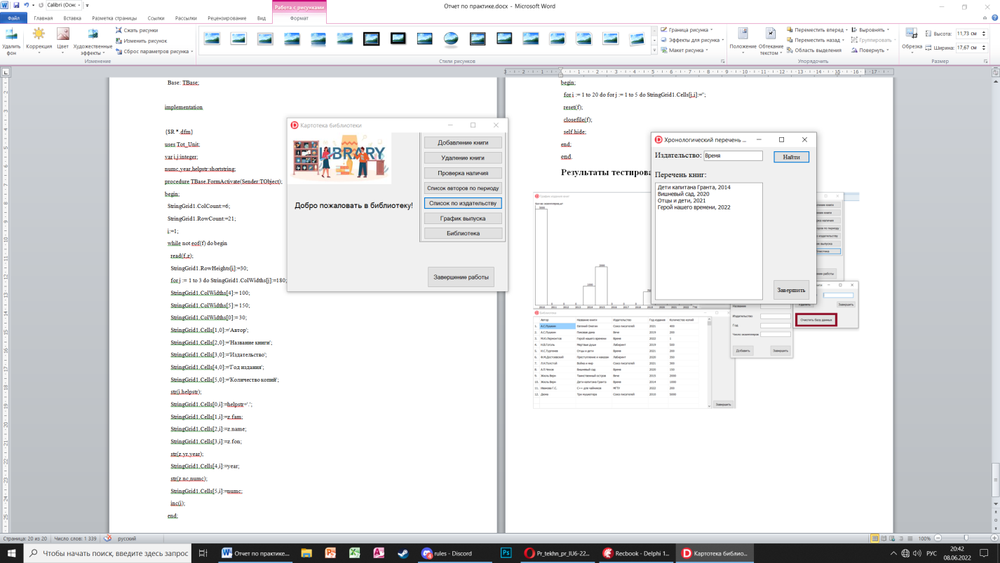 Calibri (Оснс
Отчет по практике.docx - Microsoft Word
Работа с рисунками
Файл
Главная
Вставка
Разметка страницы
Ссылки
Рассылки
Рецензирование
Вид
Формат
Удалить фон
Коррекция
Цвет
Художественные эффекты
Сжать рисунки
Изменить рисунок
Сброс параметров рисунка
Изменение
Стили рисунков
Граница рисунка
Эффекты для рисунка
Макет рисунка
Положение
Обтекание текстом
Переместить вперед
Переместить назад
Область выделения
Выровнять
Группировать
Повернуть
Упорядочить
Обрезка
Высота: 11,73 см
Ширина: 17,67 см
Размер
Base: TBase;
implementation
{$R *.dfm}
uses Tot_Unit;
var i,j:integer;
numc,year,helpstr:shortstring;
procedure TBase.FormActivate(Sender:TObject);
begin;
StringGrid1.ColCount:=6;
StringGrid1.RowCount:=21;
i:=1;
while not eof(f) do begin
read(f,z);
StringGrid1.RowHeights[i]:=30;
for j := 1 to 3 do StringGrid1.ColWidths[j]:=180;
StringGrid1.ColWidths[4]:= 100;
StringGrid1.ColWidths[5]:= 150;
StringGrid1.ColWidths[0]:= 30;
StringGrid1.Cells[1,0]:='Автор';
StringGrid1.Cells[2,0]:='Название книги';
StringGrid1.Cells[3,0]:='Издательство';
StringGrid1.Cells[4,0]:='Год издания';
StringGrid1.Cells[5,0]:='Количество копий';
str(i,helpstr);
StringGrid1.Cells[0,i]:=helpstr+'.';
StringGrid1.Cells[1,i]:=z.fam;
StringGrid1.Cells[2,i]:=z.name;
StringGrid1.Cells[3,i]:=z.fon;
str(z.yr,year);
StringGrid1.Cells[4,i]:=year;
str(z.nc,numc);
StringGrid1.Cells[5,i]:=numc;
inc(i);
end;
Картотека библиотеки
LIBRARY
Добро пожаловать в библиотеку!
Добавление книги
Удаление книги
Проверка наличия
Список авторов по периоду
Список по издательству
График выпуска
Библиотека
Завершение работы
begin;
for i := 1 to 20 do for j := 1 to 5 do StringGrid1.Cells[j,i]:='';
reset(f);
closefile(f);
self.hide;
end;
end.
Результаты тестирова
Хронологический перечень ...
Издательство: Время
Найти
Перечень книг:
Дети капитана Гранта, 2014
Вишневый сад, 2020
Отцы и дети, 2021
Герой нашего времени, 2022
Завершить
График издания книг
2010 2011 2012 2013 2014 2015 2016 2017 2018 2019 2020 2021 2022
Библиотека
Автор Название книги Издательство Год издания Количество копий
1. А.С.Пушкин Евгений Онегин Союз писателей 2021 400
2. А.С.Пушкин Пиковая дама Вече 2019 200
3. М.Ю.Лермонтов Герой нашего времени Время 2022 1
4. Н.В.Гоголь Мертвые души Лабиринт 2019 500
5. И.С.Тургенев Отцы и дети Время 2021 200
6. Ф.М.Достоевский Преступление и наказан Лабиринт 2020 350
7. Л.Н.Толстой Война и мир Союз писателей 2021 300
8. А.П.Чехов Вишневый сад Время 2020 150
9. Жюль Верн Таинственный остров Вече 2015 2000
10. Жюль Верн Дети капитана Гранта Время 2014 1000
11. Иванова Г.С. С++ для чайников МГТУ 2022 200
12. Дюма Три мушкетера Союз писателей 2010 5000
Завершить
Название
Издательство
Год
Число экземпляров
Добавить
Завершить
Завершить
Очистить базу данных
Страница: 20 из 20
Число слов: 1 339
русский
100%
Чтобы начать поиск, введите здесь запрос
Отчет по практике....
rules - Discord
Pr_tekhn_pr_IU6-22...
Recbook - Delphi 1...
Картотека библио...
РУС
20:42
08.06.2022